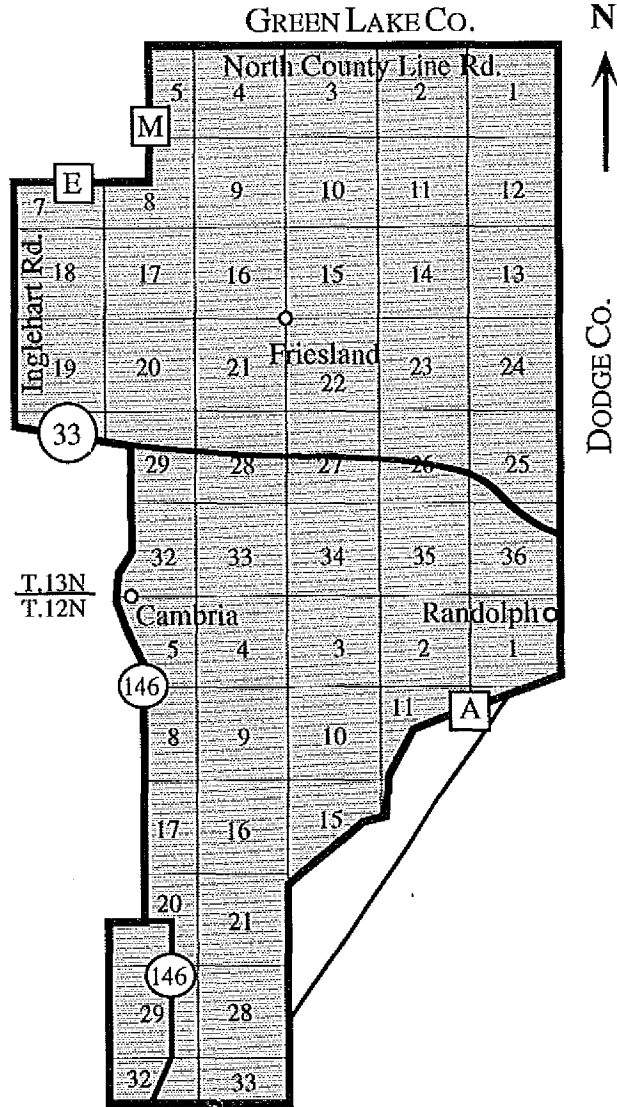 GREEN LAKE CO.
N
North County Line Rd.
5 4 3 2 1
M
E
7 8 9 10 11 12
Inglehart Rd.
18 17 16 15 14 13
Friesland
19 20 21 22 23 24
DODGE CO.
33
29 28 27 26 25
32 33 34 35 36
T.13N
T.12N
Cambria
Randolph
5 4 3 2 1
146
A
8 9 10 11
17 16 15
20 21
146
29 28
32 33